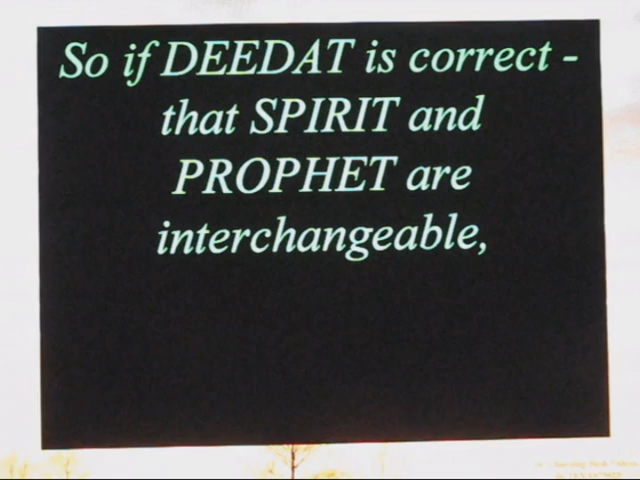 So if DEEDAT is correct -
that SPIRIT and
PROPHET are
interchangeable,